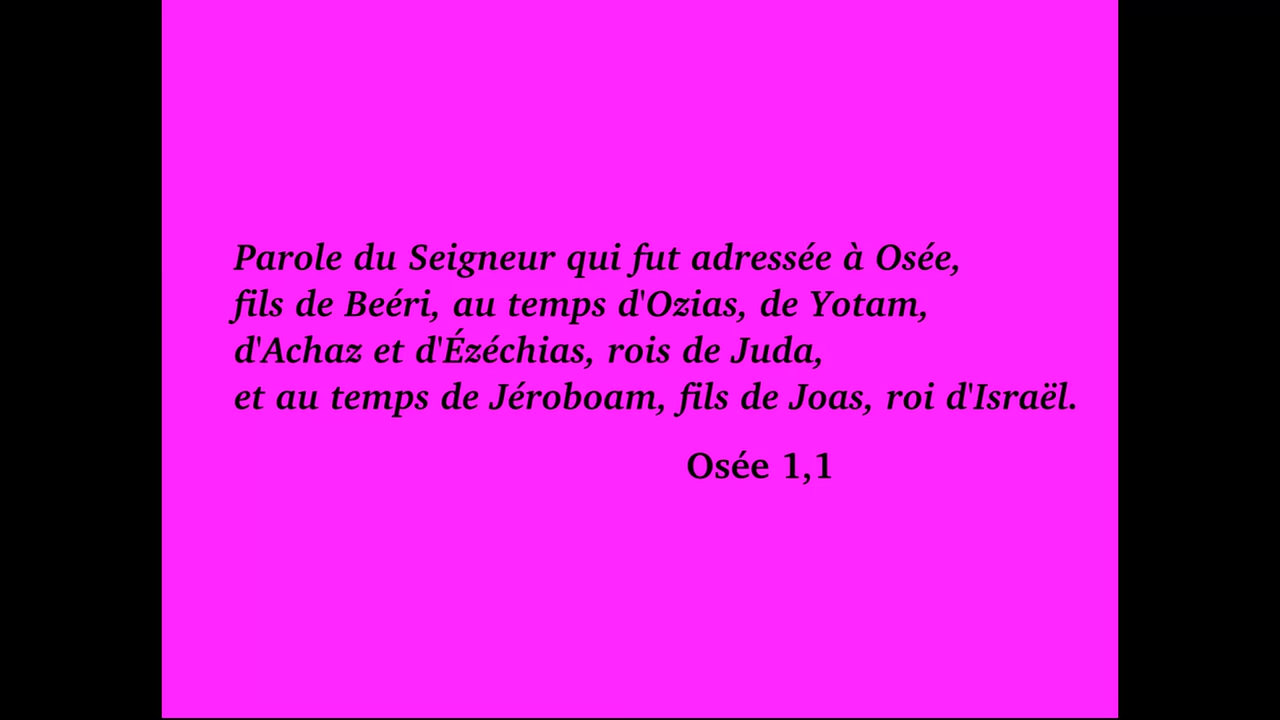 Parole du Seigneur qui fut adressée à Osée,
fils de Beéri, au temps d'Ozias, de Yotam,
d'Achaz et d'Ézéchias, rois de Juda,
et au temps de Jéroboam, fils de Joas, roi d'Israël.
Osée 1,1